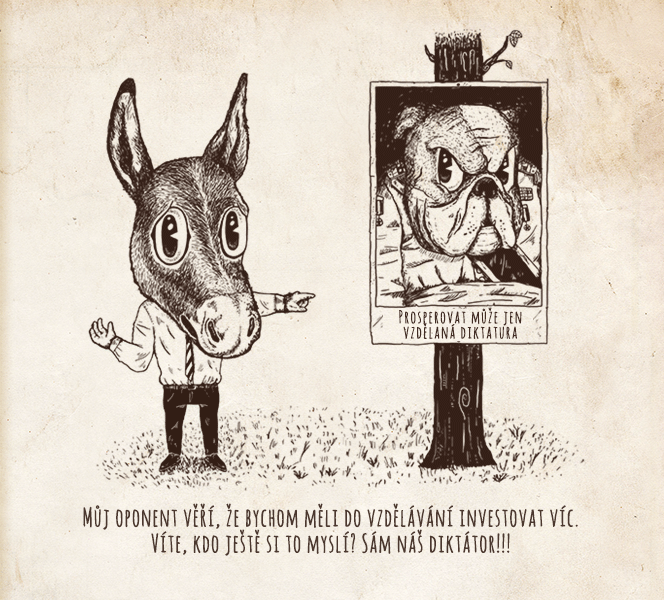 Prosperovat může jen
vzdělaná diktatura
Můj oponent věří, že bychom měli do vzdělávání investovat víc.
Víte, kdo ještě si to myslí? Sám náš diktátor!!!